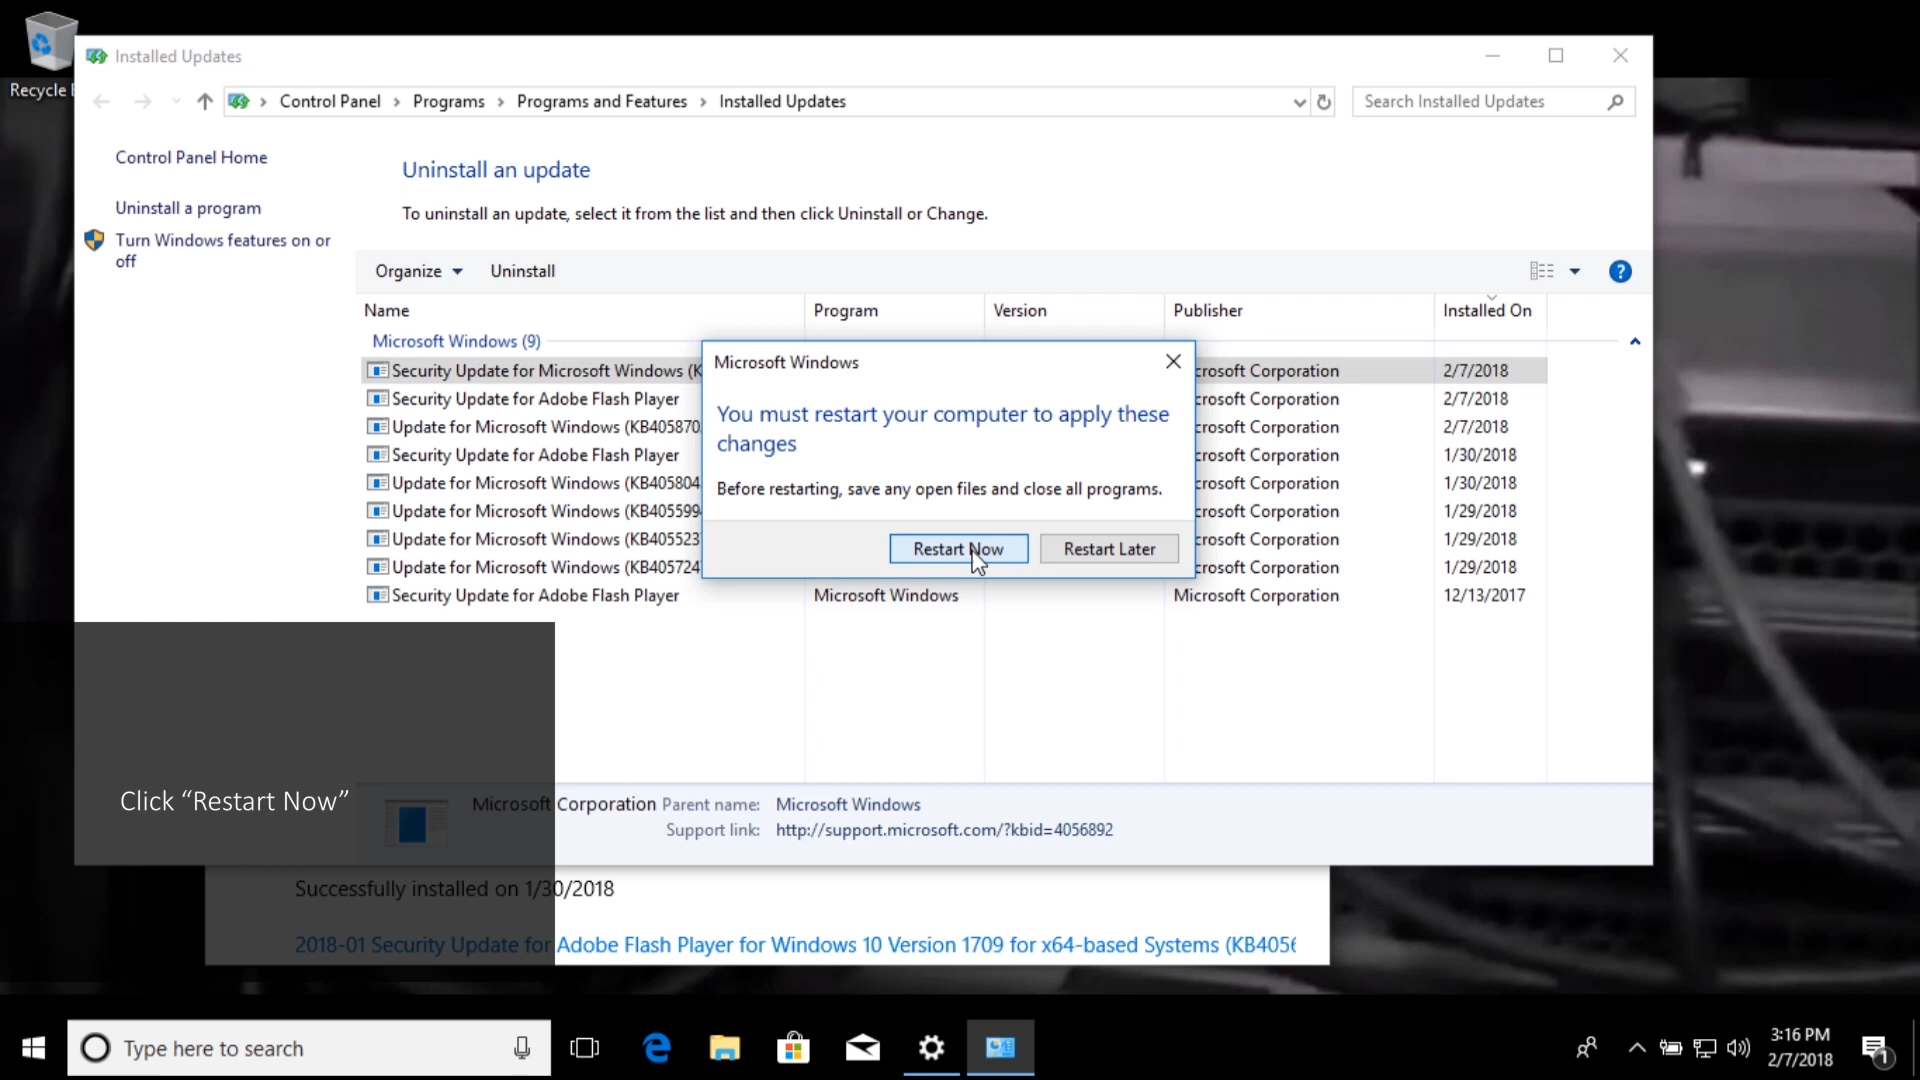 Recycle
Installed Updates
Control Panel > Programs > Programs and Features > Installed Updates
Search Installed Updates
Control Panel Home
Uninstall a program
Turn Windows features on or
off
Uninstall an update
To uninstall an update, select it from the list and then click Uninstall or Change.
Organize Uninstall
Name Program Version Publisher Installed On
Microsoft Windows (9)
Security Update for Microsoft Windows (K crosoft Corporation 2/7/2018
Security Update for Adobe Flash Player crosoft Corporation 2/7/2018
Update for Microsoft Windows (KB405870 crosoft Corporation 2/7/2018
Security Update for Adobe Flash Player crosoft Corporation 1/30/2018
Update for Microsoft Windows (KB405804 crosoft Corporation 1/30/2018
Update for Microsoft Windows (KB405599 crosoft Corporation 1/29/2018
Update for Microsoft Windows (KB405523 crosoft Corporation 1/29/2018
Update for Microsoft Windows (KB405724 crosoft Corporation 1/29/2018
Security Update for Adobe Flash Player Microsoft Windows Microsoft Corporation 12/13/2017
Microsoft Windows
You must restart your computer to apply these
changes
Before restarting, save any open files and close all programs.
Restart Now Restart Later
Click “Restart Now”
Microsoft Corporation Parent name: Microsoft Windows
Support link: http://support.microsoft.com/?kbid=4056892
Successfully installed on 1/30/2018
2018-01 Security Update for Adobe Flash Player for Windows 10 Version 1709 for x64-based Systems (KB4056
Type here to search
3:16 PM
2/7/2018
1